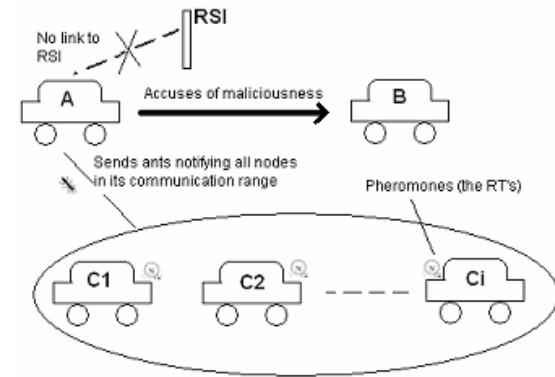 RSI
No link to
RSI
A
Accuses of maliciousness
B
Sends ants notifying all nodes
in its communication range
Pheromones (the RT's)
C1
C2
Ci